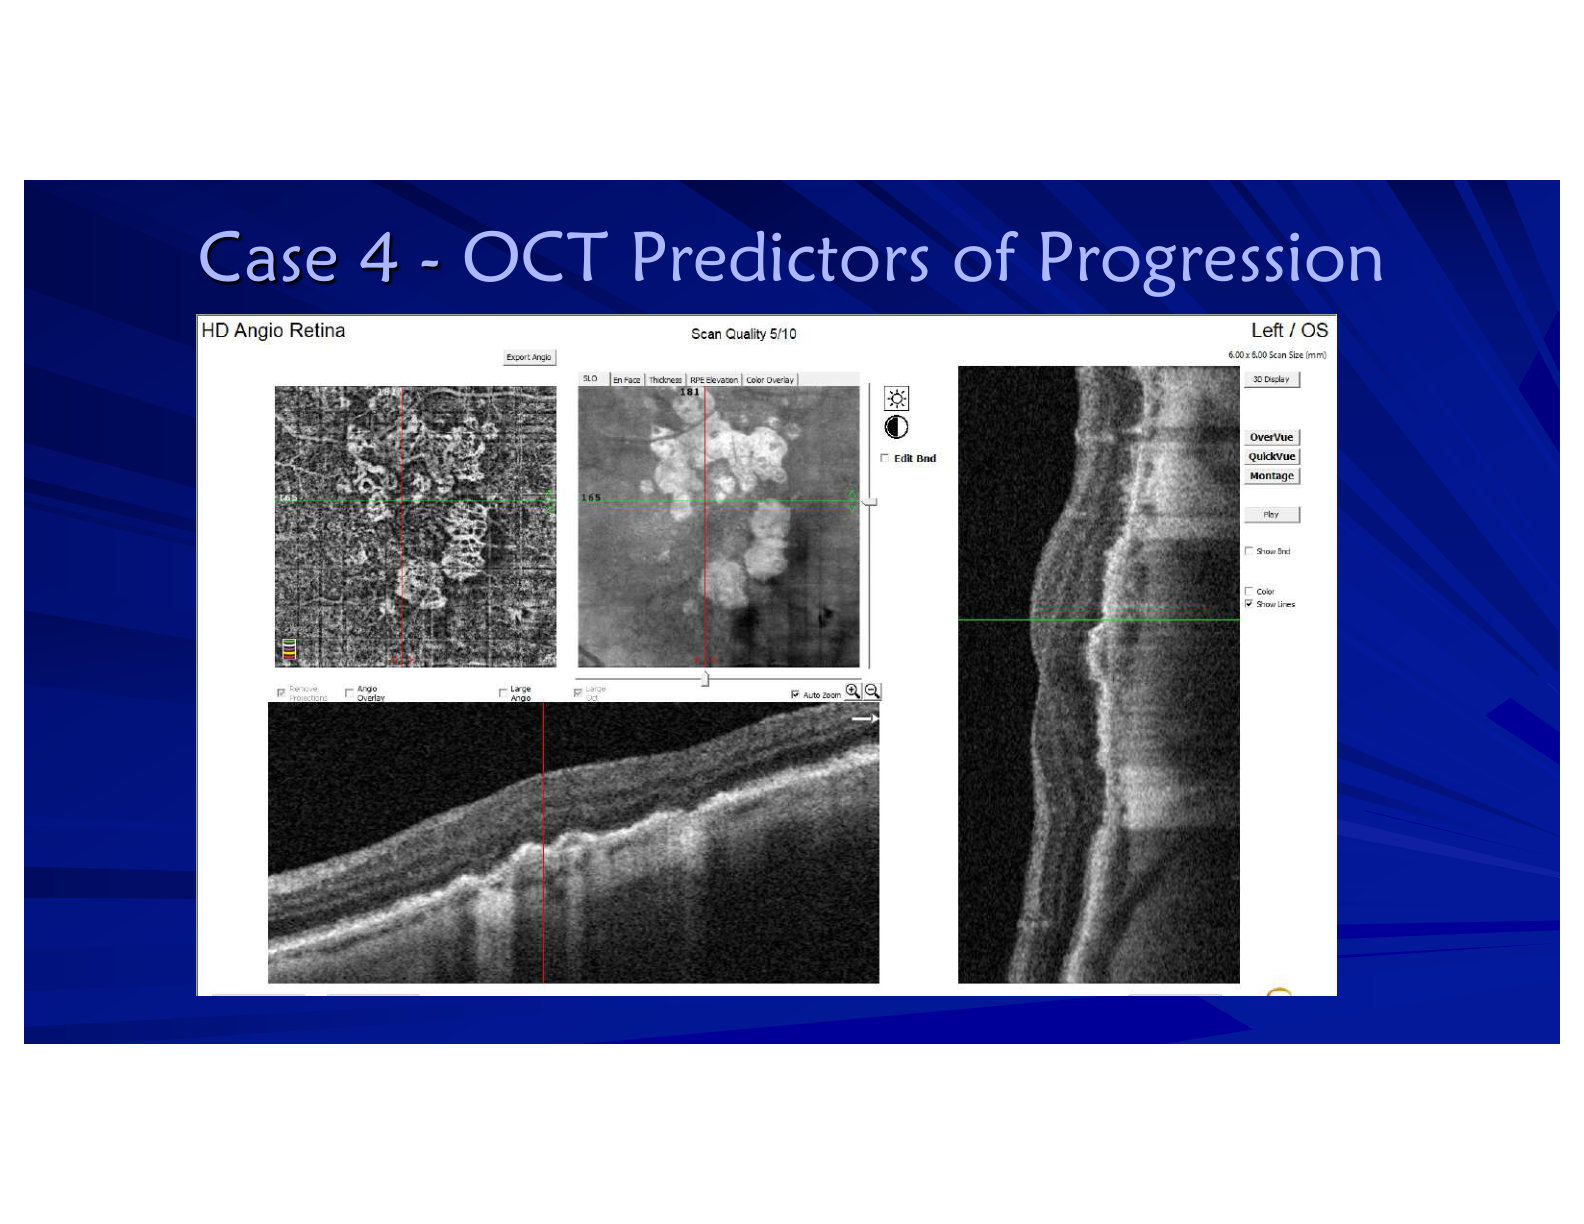 Case 4 - OCT Predictors of Progression
HD Angio Retina
Scan Quality 5/10
Left / OS
6.00 x 6.00 Scan Size (mm)
Export Angio
SLO En Face Thickness RPE Elevation Color Overlay
3D Display
181
181
OverVue
QuickVue
Montage
Edit Bnd
165
165
Play
Show Bnd
Color
Show Lines
Remove Projections
Angio Overlay
Large Angio
Large Oct
Auto Zoom